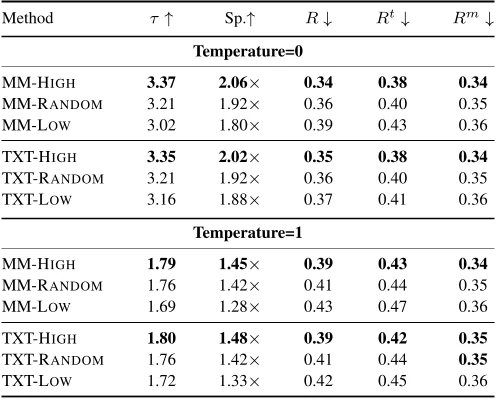 Method τ ↑ Sp.↑ R ↓ Rᵗ ↓ Rᵐ ↓
Temperature=0
MM-HIGH 3.37 2.06× 0.34 0.38 0.34
MM-RANDOM 3.21 1.92× 0.36 0.40 0.35
MM-LOW 3.02 1.80× 0.39 0.43 0.36
TXT-HIGH 3.35 2.02× 0.35 0.38 0.34
TXT-RANDOM 3.21 1.92× 0.36 0.40 0.35
TXT-LOW 3.16 1.88× 0.37 0.41 0.36
Temperature=1
MM-HIGH 1.79 1.45× 0.39 0.43 0.34
MM-RANDOM 1.76 1.42× 0.41 0.44 0.35
MM-LOW 1.69 1.28× 0.43 0.47 0.36
TXT-HIGH 1.80 1.48× 0.39 0.42 0.35
TXT-RANDOM 1.76 1.42× 0.41 0.44 0.35
TXT-LOW 1.72 1.33× 0.42 0.45 0.36